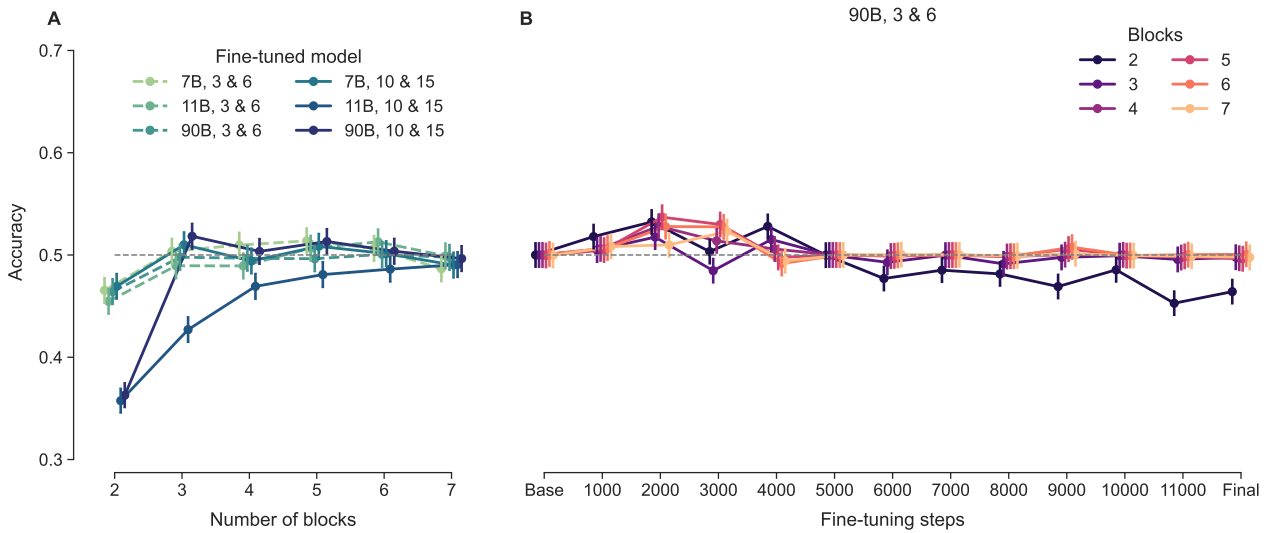 A
B
90B, 3 & 6
Fine-tuned model
7B, 3 & 6
11B, 3 & 6
90B, 3 & 6
7B, 10 & 15
11B, 10 & 15
90B, 10 & 15
Blocks
2
3
4
5
6
7
Accuracy
0.7
0.6
0.5
0.4
0.3
2 3 4 5 6 7
Number of blocks
Base 1000 2000 3000 4000 5000 6000 7000 8000 9000 10000 11000 Final
Fine-tuning steps